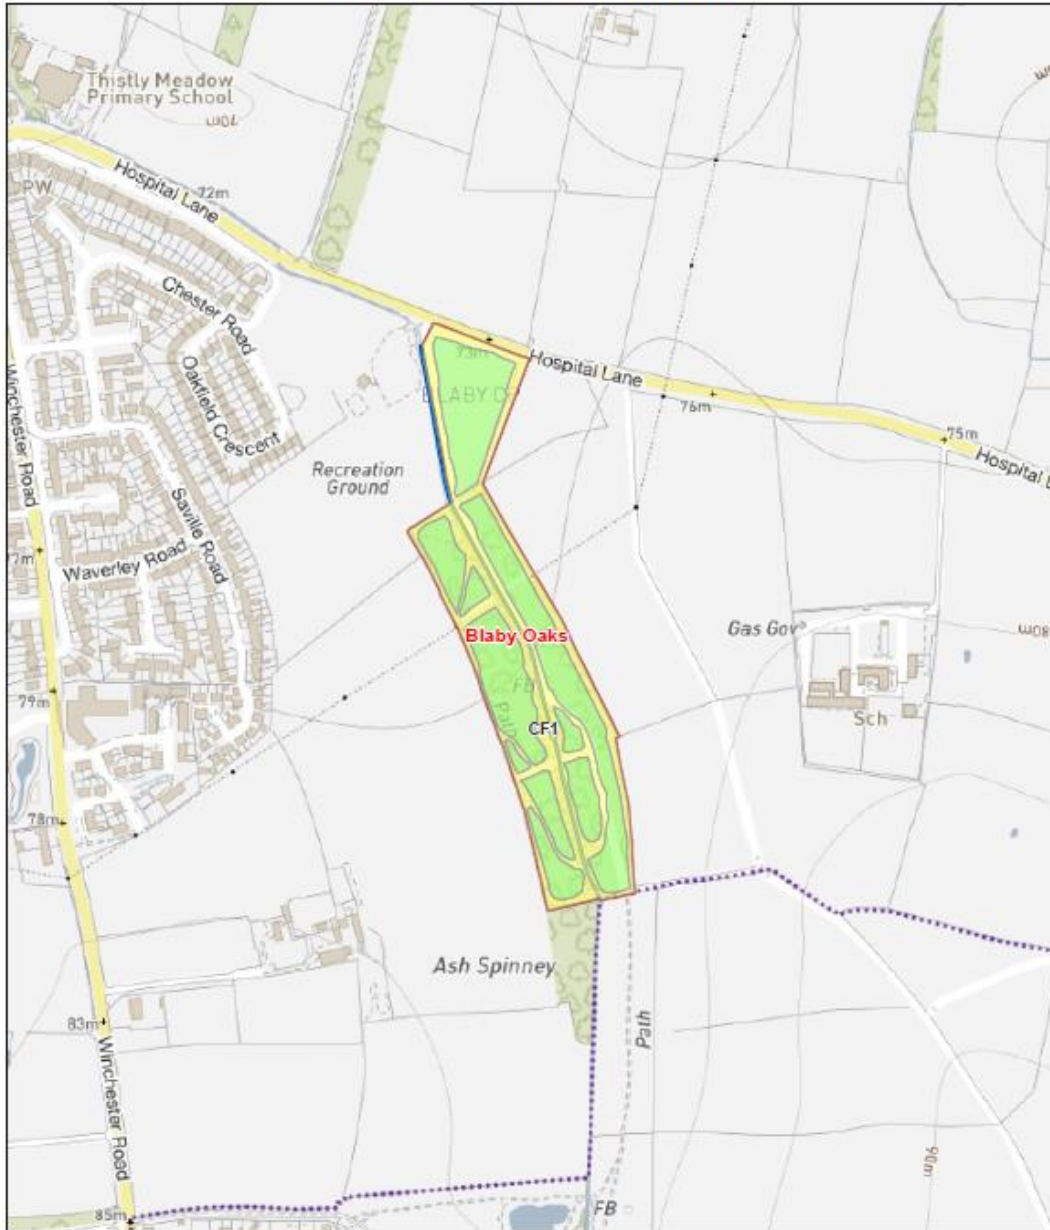 Thistly Meadow
Primary School
70m
PW
Hospital Lane
72m
Chester Road
Oakfield Crescent
Winchester Road
73m
Hospital Lane
76m
75m
Hospital L
BLABY
Recreation
Ground
Saville Road
77m
Waverley Road
Blaby Oaks
Gas Gov
80m
79m
FB
Path
CF1
Sch
78m
Ash Spinney
83m
Path
Winchester Road
90m
85m
FB